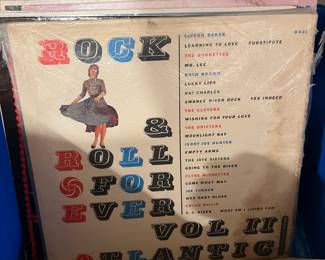 ROCK
&
ROLL
FOR
EVER
VOL II
ATLANTIC
8021
LaVERN BAKER
LEARNING TO LOVE SUBSTITUTE
THE BOBBETTES
MR. LEE
RUTH BROWN
LUCKY LIPS
RAY CHARLES
SWANEE RIVER ROCK YES INDEED
THE CLOVERS
WISHING FOR YOUR LOVE
THE DRIFTERS
MOONLIGHT BAY
IVORY JOE HUNTER
EMPTY ARMS
THE JAYE SISTERS
GOING TO THE RIVER
CLYDE McPHATTER
COME WHAT MAY
JOE TURNER
WEE BABY BLUES
CHUCK WILLIS
C. C. RIDER WHAT AM I LIVING FOR